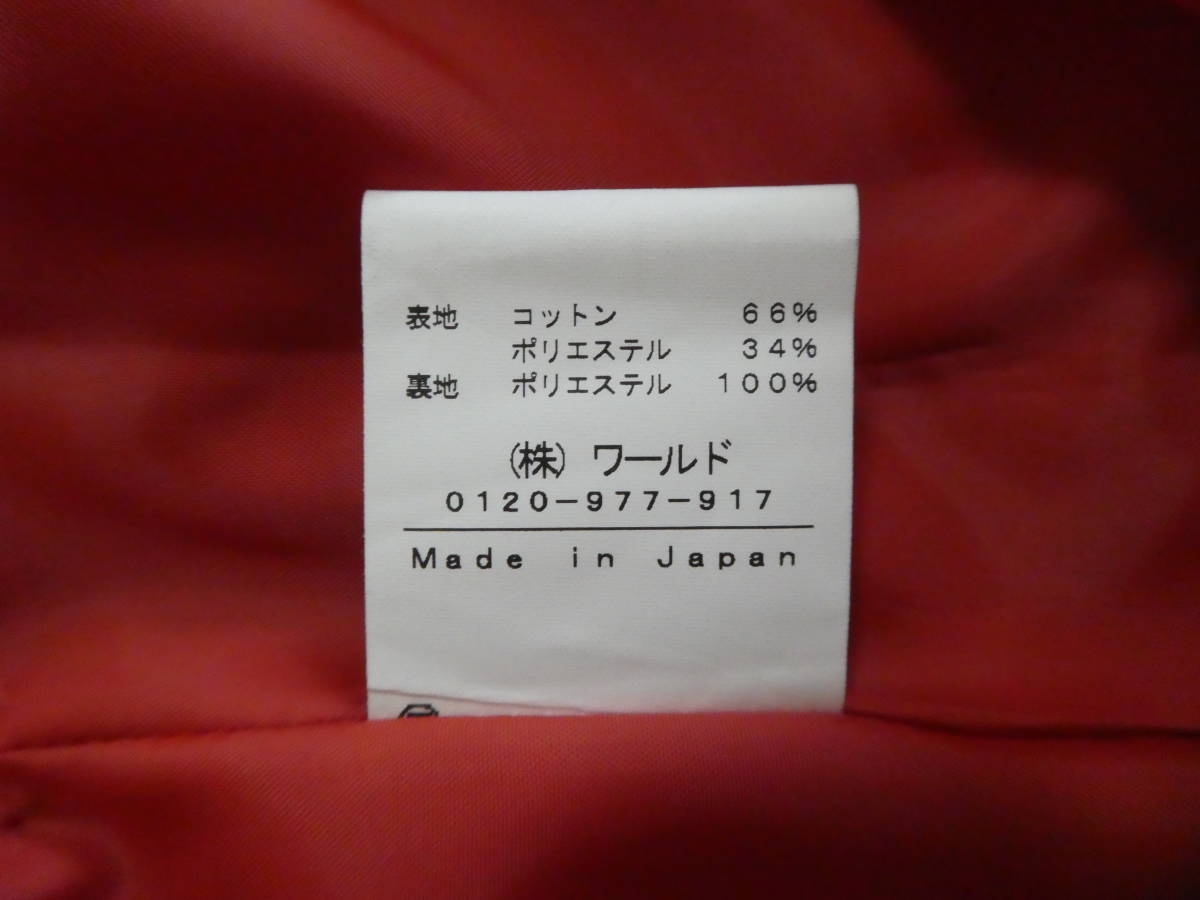 表地 コットン 66%
ポリエステル 34%
裏地 ポリエステル 100%
(株) ワールド
0120-977-917
Made in Japan